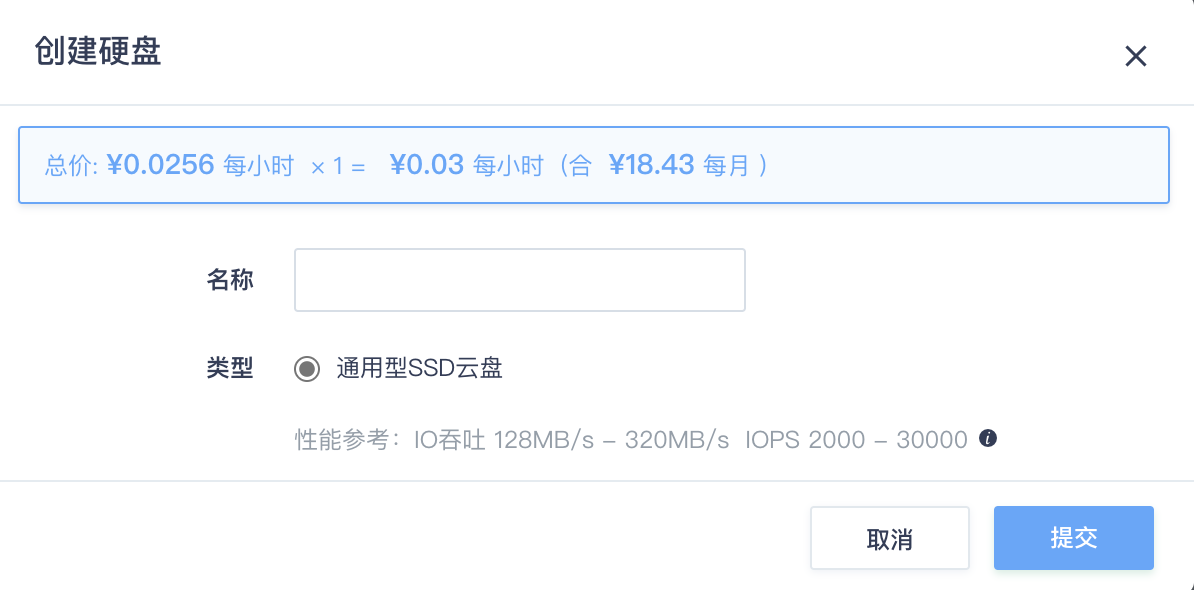 创建硬盘
总价: ¥0.0256 每小时 × 1 = ¥0.03 每小时（合 ¥18.43 每月 ）
名称
类型 通用型SSD云盘
性能参考：IO吞吐 128MB/s – 320MB/s IOPS 2000 – 30000 i
取消 提交